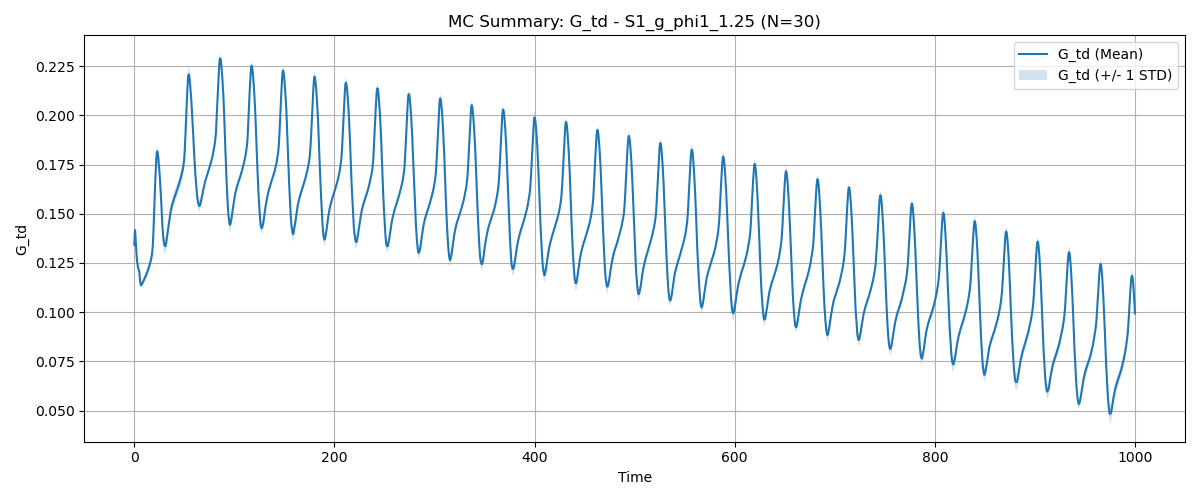 MC Summary: G_td - S1_g_phi1_1.25 (N=30)
G_td (Mean)
G_td (+/- 1 STD)
0.225
0.200
0.175
0.150
0.125
0.100
0.075
0.050
G_td
0 200 400 600 800 1000
Time